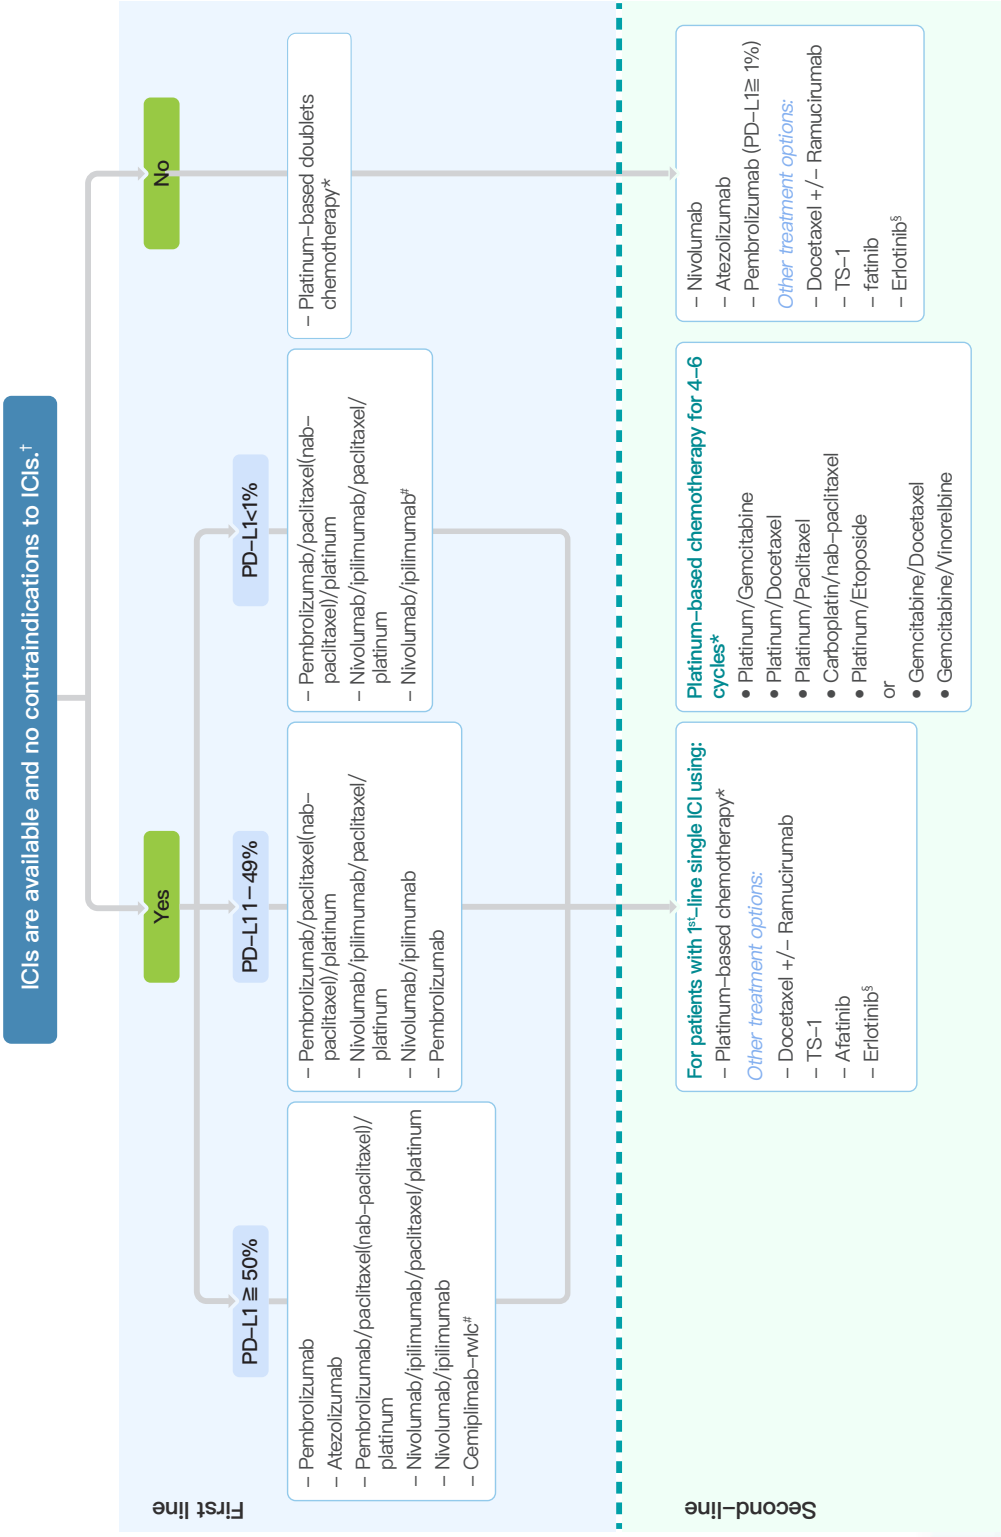 ICIs are available and no contraindications to ICIs.†
Yes
No
First line
PD–L1 ≧ 50%
PD–L11–49%
PD–L1<1%
– Pembrolizumab
– Atezolizumab
– Pembrolizumab/paclitaxel(nab–paclitaxel)/
platinum
– Nivolumab/ipilimumab/paclitaxel/platinum
– Nivolumab/ipilimumab
– Cemiplimab–rwlc#
– Pembrolizumab/paclitaxel(nab–
paclitaxel)/platinum
– Nivolumab/ipilimumab/paclitaxel/
platinum
– Nivolumab/ipilimumab
– Pembrolizumab
– Pembrolizumab/paclitaxel(nab–
paclitaxel)/platinum
– Nivolumab/ipilimumab/paclitaxel/
platinum
– Nivolumab/ipilimumab#
– Platinum–based doublets
chemotherapy*
Second–line
For patients with 1st–line single ICI using:
– Platinum–based chemotherapy*
Other treatment options:
– Docetaxel +/– Ramucirumab
– TS–1
– Afatinib
– Erlotinib§
Platinum–based chemotherapy for 4–6
cycles*
• Platinum/Gemcitabine
• Platinum/Docetaxel
• Platinum/Paclitaxel
• Carboplatin/nab–paclitaxel
• Platinum/Etoposide
or
• Gemcitabine/Docetaxel
• Gemcitabine/Vinorelbine
– Nivolumab
– Atezolizumab
– Pembrolizumab (PD–L1≧ 1%)
Other treatment options:
– Docetaxel +/– Ramucirumab
– TS–1
– fatinib
– Erlotinib§